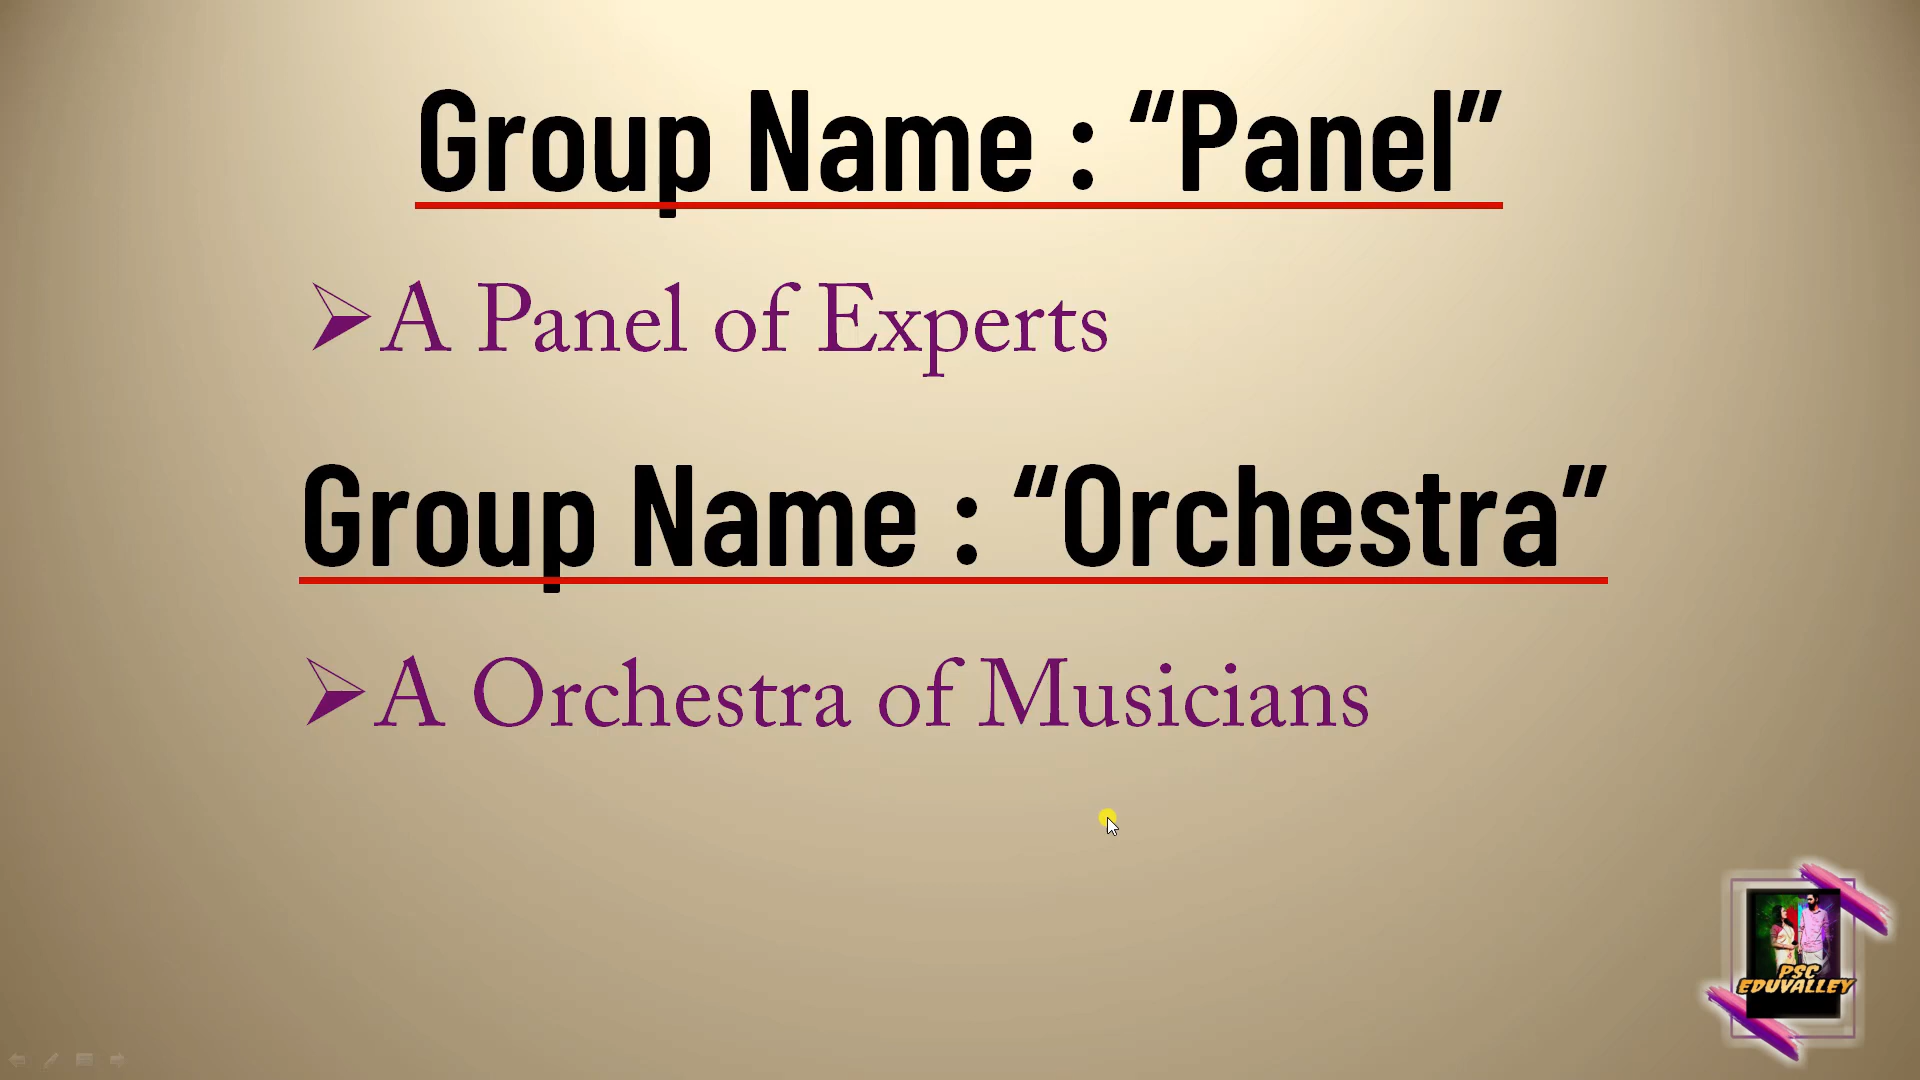 Group Name : “Panel”
➢A Panel of Experts
Group Name : “Orchestra”
➢A Orchestra of Musicians
PSC
EDUVALLEY